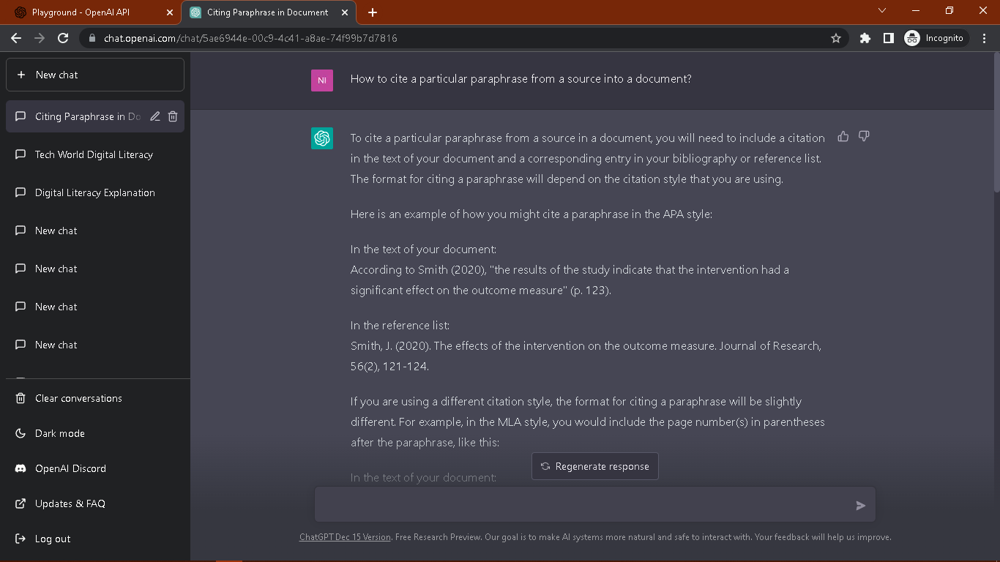 Playground - OpenAI API
Citing Paraphrase in Document
chat.openai.com/chat/5ae6944e-00c9-4c41-a8ae-74f99b7d7816
Incognito
New chat
Citing Paraphrase in Do
Tech World Digital Literacy
Digital Literacy Explanation
New chat
New chat
New chat
New chat
Clear conversations
Dark mode
OpenAI Discord
Updates & FAQ
Log out
NI
How to cite a particular paraphrase from a source into a document?
To cite a particular paraphrase from a source in a document, you will need to include a citation
in the text of your document and a corresponding entry in your bibliography or reference list.
The format for citing a paraphrase will depend on the citation style that you are using.
Here is an example of how you might cite a paraphrase in the APA style:
In the text of your document:
According to Smith (2020), "the results of the study indicate that the intervention had a
significant effect on the outcome measure" (p. 123).
In the reference list:
Smith, J. (2020). The effects of the intervention on the outcome measure. Journal of Research,
56(2), 121-124.
If you are using a different citation style, the format for citing a paraphrase will be slightly
different. For example, in the MLA style, you would include the page number(s) in parentheses
after the paraphrase, like this:
In the text of your document:
Regenerate response
ChatGPT Dec 15 Version. Free Research Preview. Our goal is to make AI systems more natural and safe to interact with. Your feedback will help us improve.